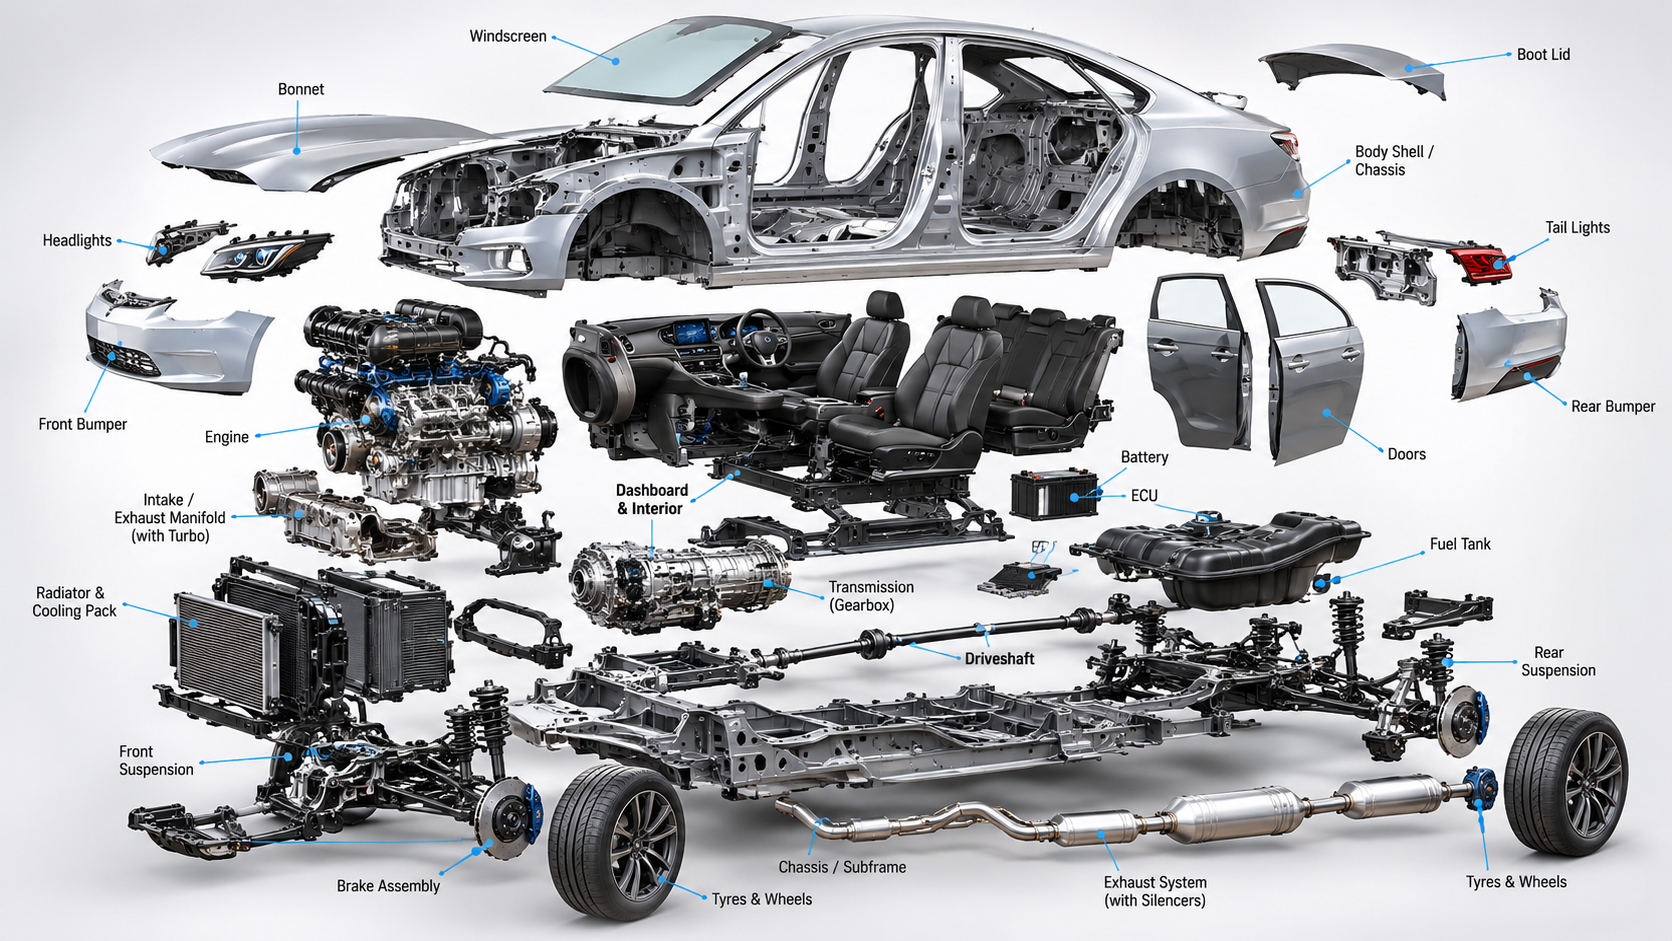 Windscreen
Boot Lid
Bonnet
Body Shell /
Chassis
Headlights
Tail Lights
Front Bumper
Rear Bumper
Engine
Doors
Battery
Dashboard
& Interior
ECU
Intake /
Exhaust Manifold
(with Turbo)
Fuel Tank
Transmission
(Gearbox)
Radiator &
Cooling Pack
Driveshaft
Rear
Suspension
Front
Suspension
Chassis / Subframe
Brake Assembly
Tyres & Wheels
Exhaust System
(with Silencers)
Tyres & Wheels